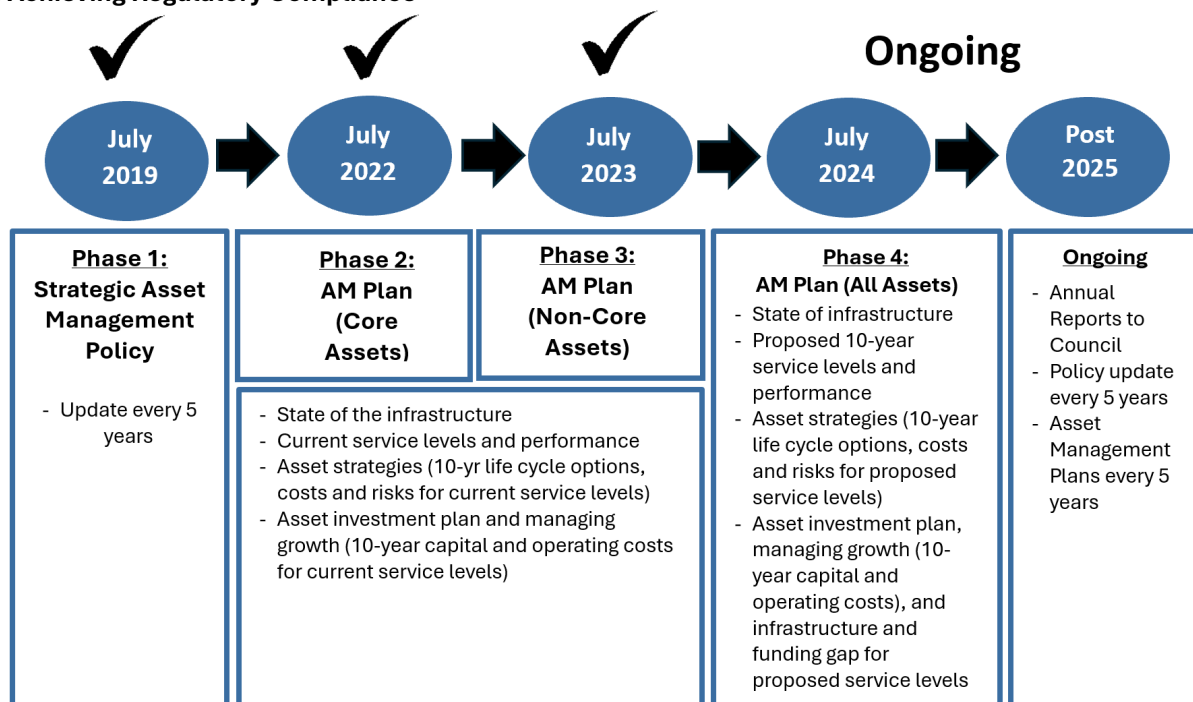 Achieving Regulatory Compliance
Ongoing
July
2019
July
2022
July
2023
July
2024
Post
2025
Phase 1:
Strategic Asset
Management
Policy
- Update every 5
years
Phase 2:
AM Plan
(Core
Assets)
Phase 3:
AM Plan
(Non-Core
Assets)
- State of the infrastructure
- Current service levels and performance
- Asset strategies (10-yr life cycle options,
costs and risks for current service levels)
- Asset investment plan and managing
growth (10-year capital and operating costs
for current service levels)
Phase 4:
AM Plan (All Assets)
- State of infrastructure
- Proposed 10-year
service levels and
performance
- Asset strategies (10-year
life cycle options, costs
and risks for proposed
service levels)
- Asset investment plan,
managing growth (10-
year capital and
operating costs), and
infrastructure and
funding gap for
proposed service levels
Ongoing
- Annual
Reports to
Council
- Policy update
every 5 years
- Asset
Management
Plans every 5
years